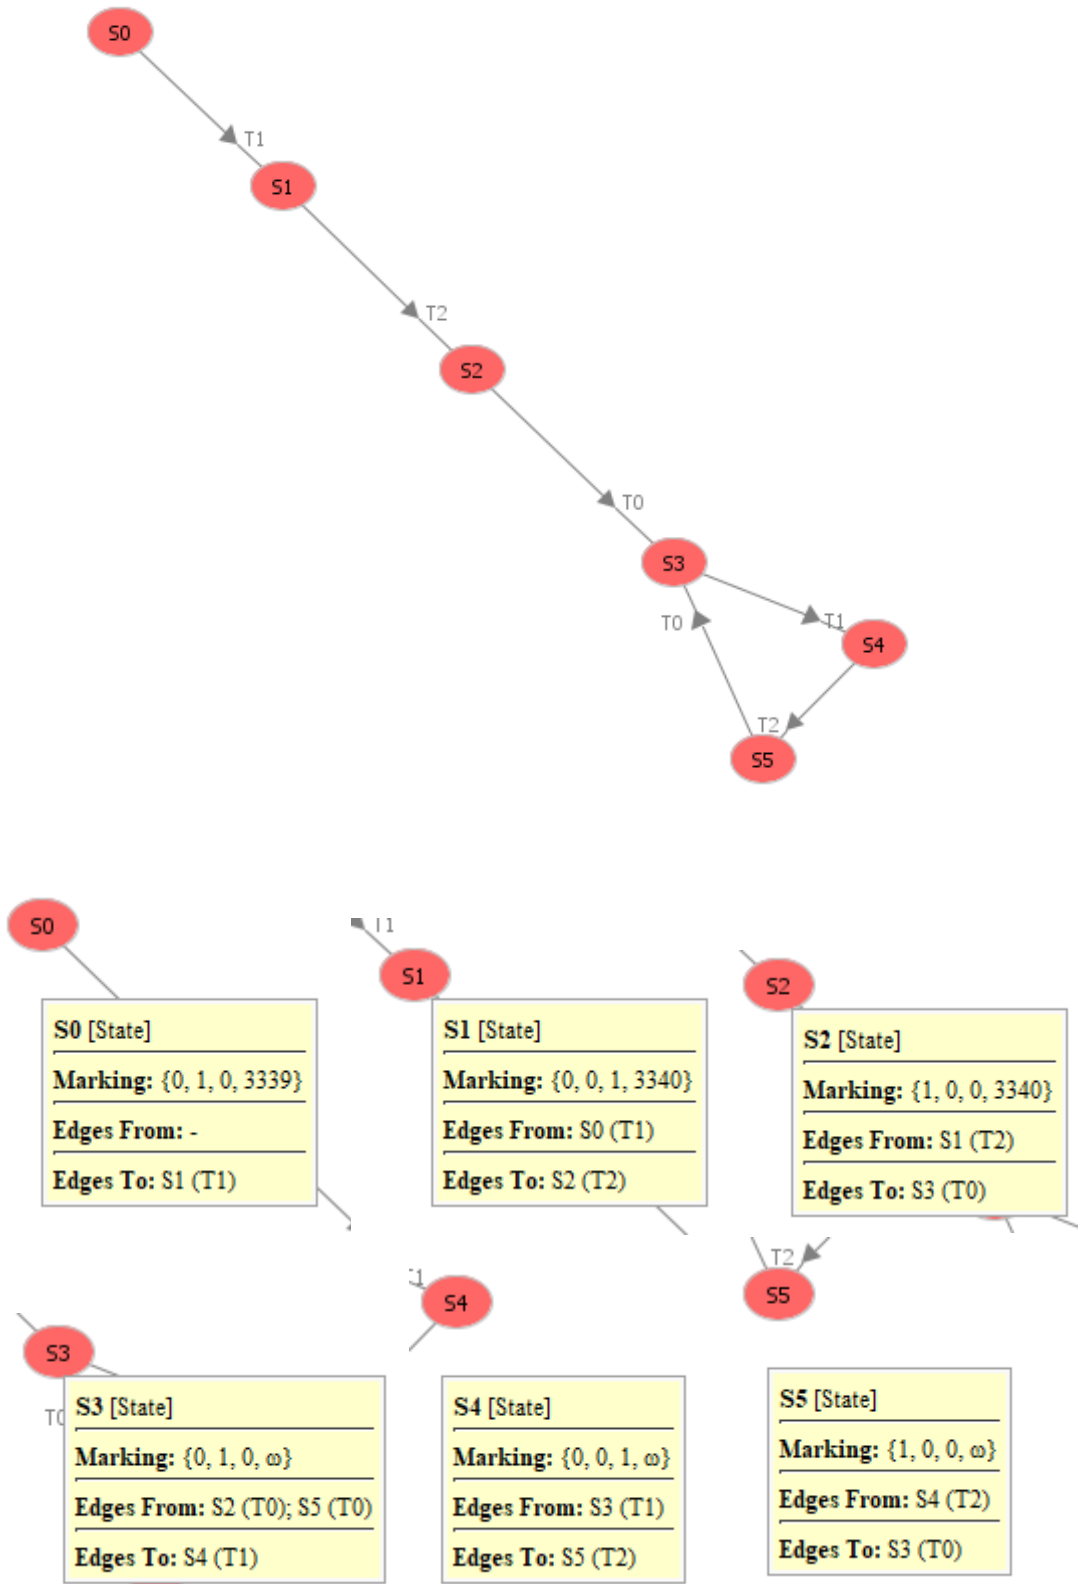 S0
T1
S1
T2
S2
T0
S3
T0
T1
S4
T2
S5
S0
S0 [State]
Marking: {0, 1, 0, 3339}
Edges From: -
Edges To: S1 (T1)
S1
S1 [State]
Marking: {0, 0, 1, 3340}
Edges From: S0 (T1)
Edges To: S2 (T2)
S2
S2 [State]
Marking: {1, 0, 0, 3340}
Edges From: S1 (T2)
Edges To: S3 (T0)
S3
S3 [State]
Marking: {0, 1, 0, ω}
Edges From: S2 (T0); S5 (T0)
Edges To: S4 (T1)
S4
S4 [State]
Marking: {0, 0, 1, ω}
Edges From: S3 (T1)
Edges To: S5 (T2)
T2
S5
S5 [State]
Marking: {1, 0, 0, ω}
Edges From: S4 (T2)
Edges To: S3 (T0)